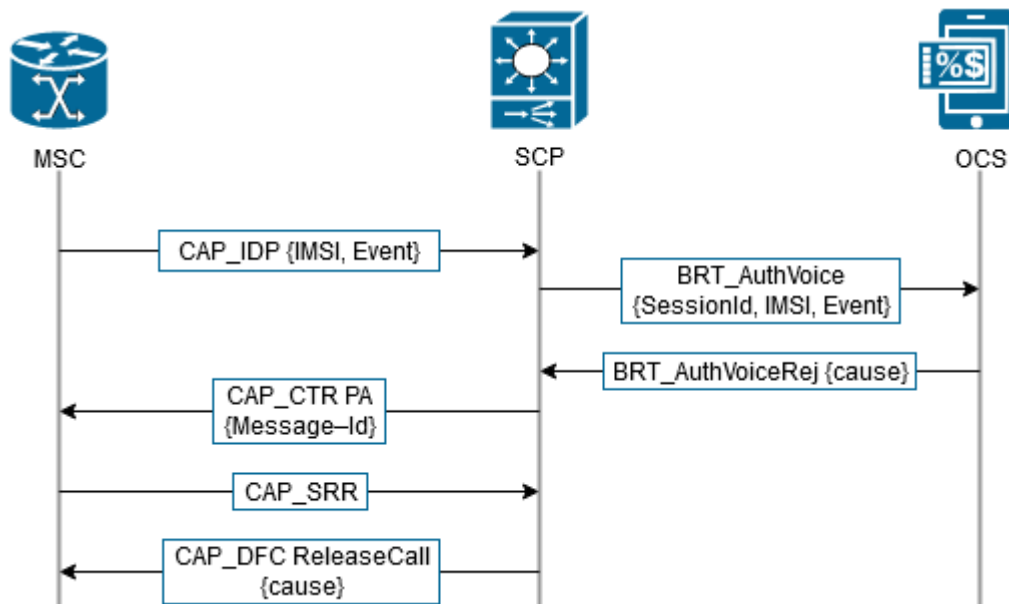 %$
MSC
SCP
OCS
CAP_IDP {IMSI, Event}
BRT_AuthVoice
{SessionId, IMSI, Event}
BRT_AuthVoiceRej {cause}
CAP_CTR PA
{Message–Id}
CAP_SRR
CAP_DFC ReleaseCall
{cause}